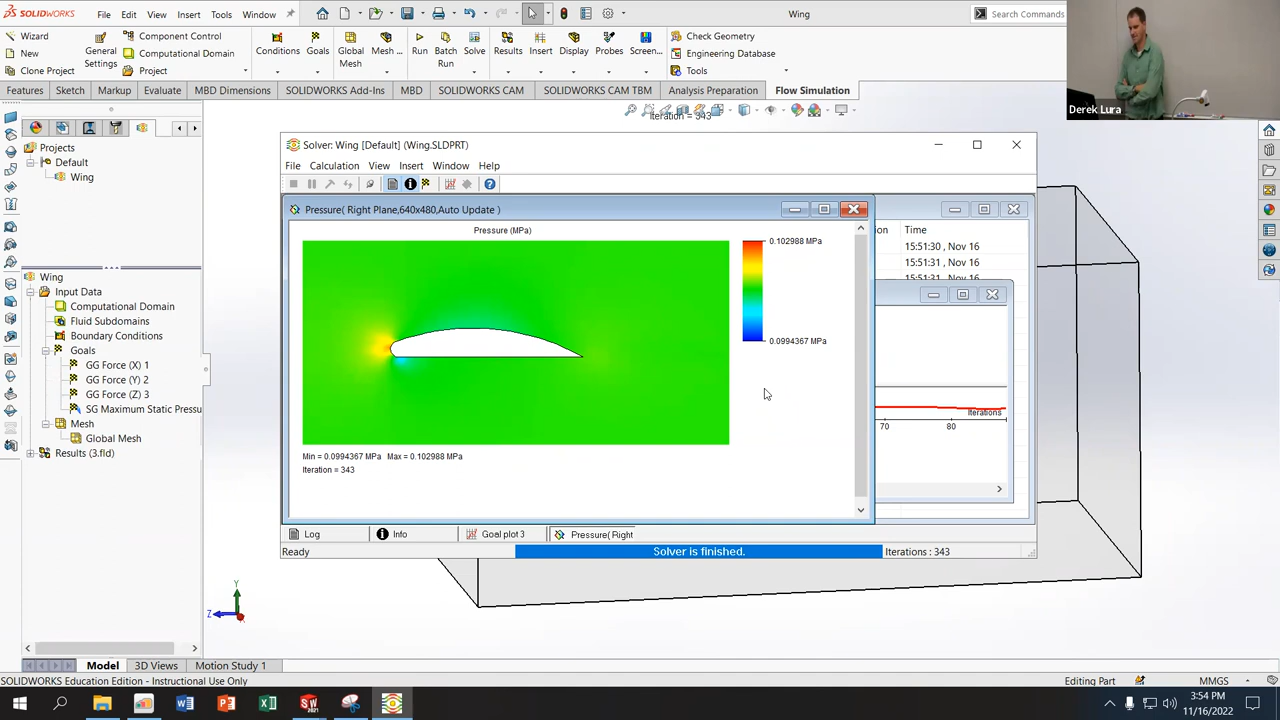 SOLIDWORKS File Edit View Insert Tools Window Wing Search Commands
Wizard
New
Clone Project
General Settings
Component Control
Computational Domain
Project
Conditions Goals Global Mesh Mesh ... Run Batch Run Solve Results Insert Display Probes Screen...
Check Geometry
Engineering Database
Tools
Features Sketch Markup Evaluate MBD Dimensions SOLIDWORKS Add-Ins MBD SOLIDWORKS CAM SOLIDWORKS CAM TBM Analysis Preparation Flow Simulation
Derek Lura
Iteration = 343
Projects
Default
Wing
Wing
Input Data
Computational Domain
Fluid Subdomains
Boundary Conditions
Goals
GG Force (X) 1
GG Force (Y) 2
GG Force (Z) 3
SG Maximum Static Pressu
Mesh
Global Mesh
Results (3.fld)
Solver: Wing [Default] (Wing.SLDPRT)
File Calculation View Insert Window Help
Pressure( Right Plane,640x480,Auto Update )
Pressure (MPa)
0.102988 MPa
0.0994367 MPa
Min = 0.0994367 MPa Max = 0.102988 MPa
Iteration = 343
ion Time
15:51:30 , Nov 16
15:51:31 , Nov 16
15:51:31 , Nov 16
Iterations
70 80
Log Info Goal plot 3 Pressure( Right
Ready Solver is finished. Iterations : 343
Y
Z
Model 3D Views Motion Study 1
SOLIDWORKS Education Edition - Instructional Use Only Editing Part MMGS
3:54 PM
11/16/2022